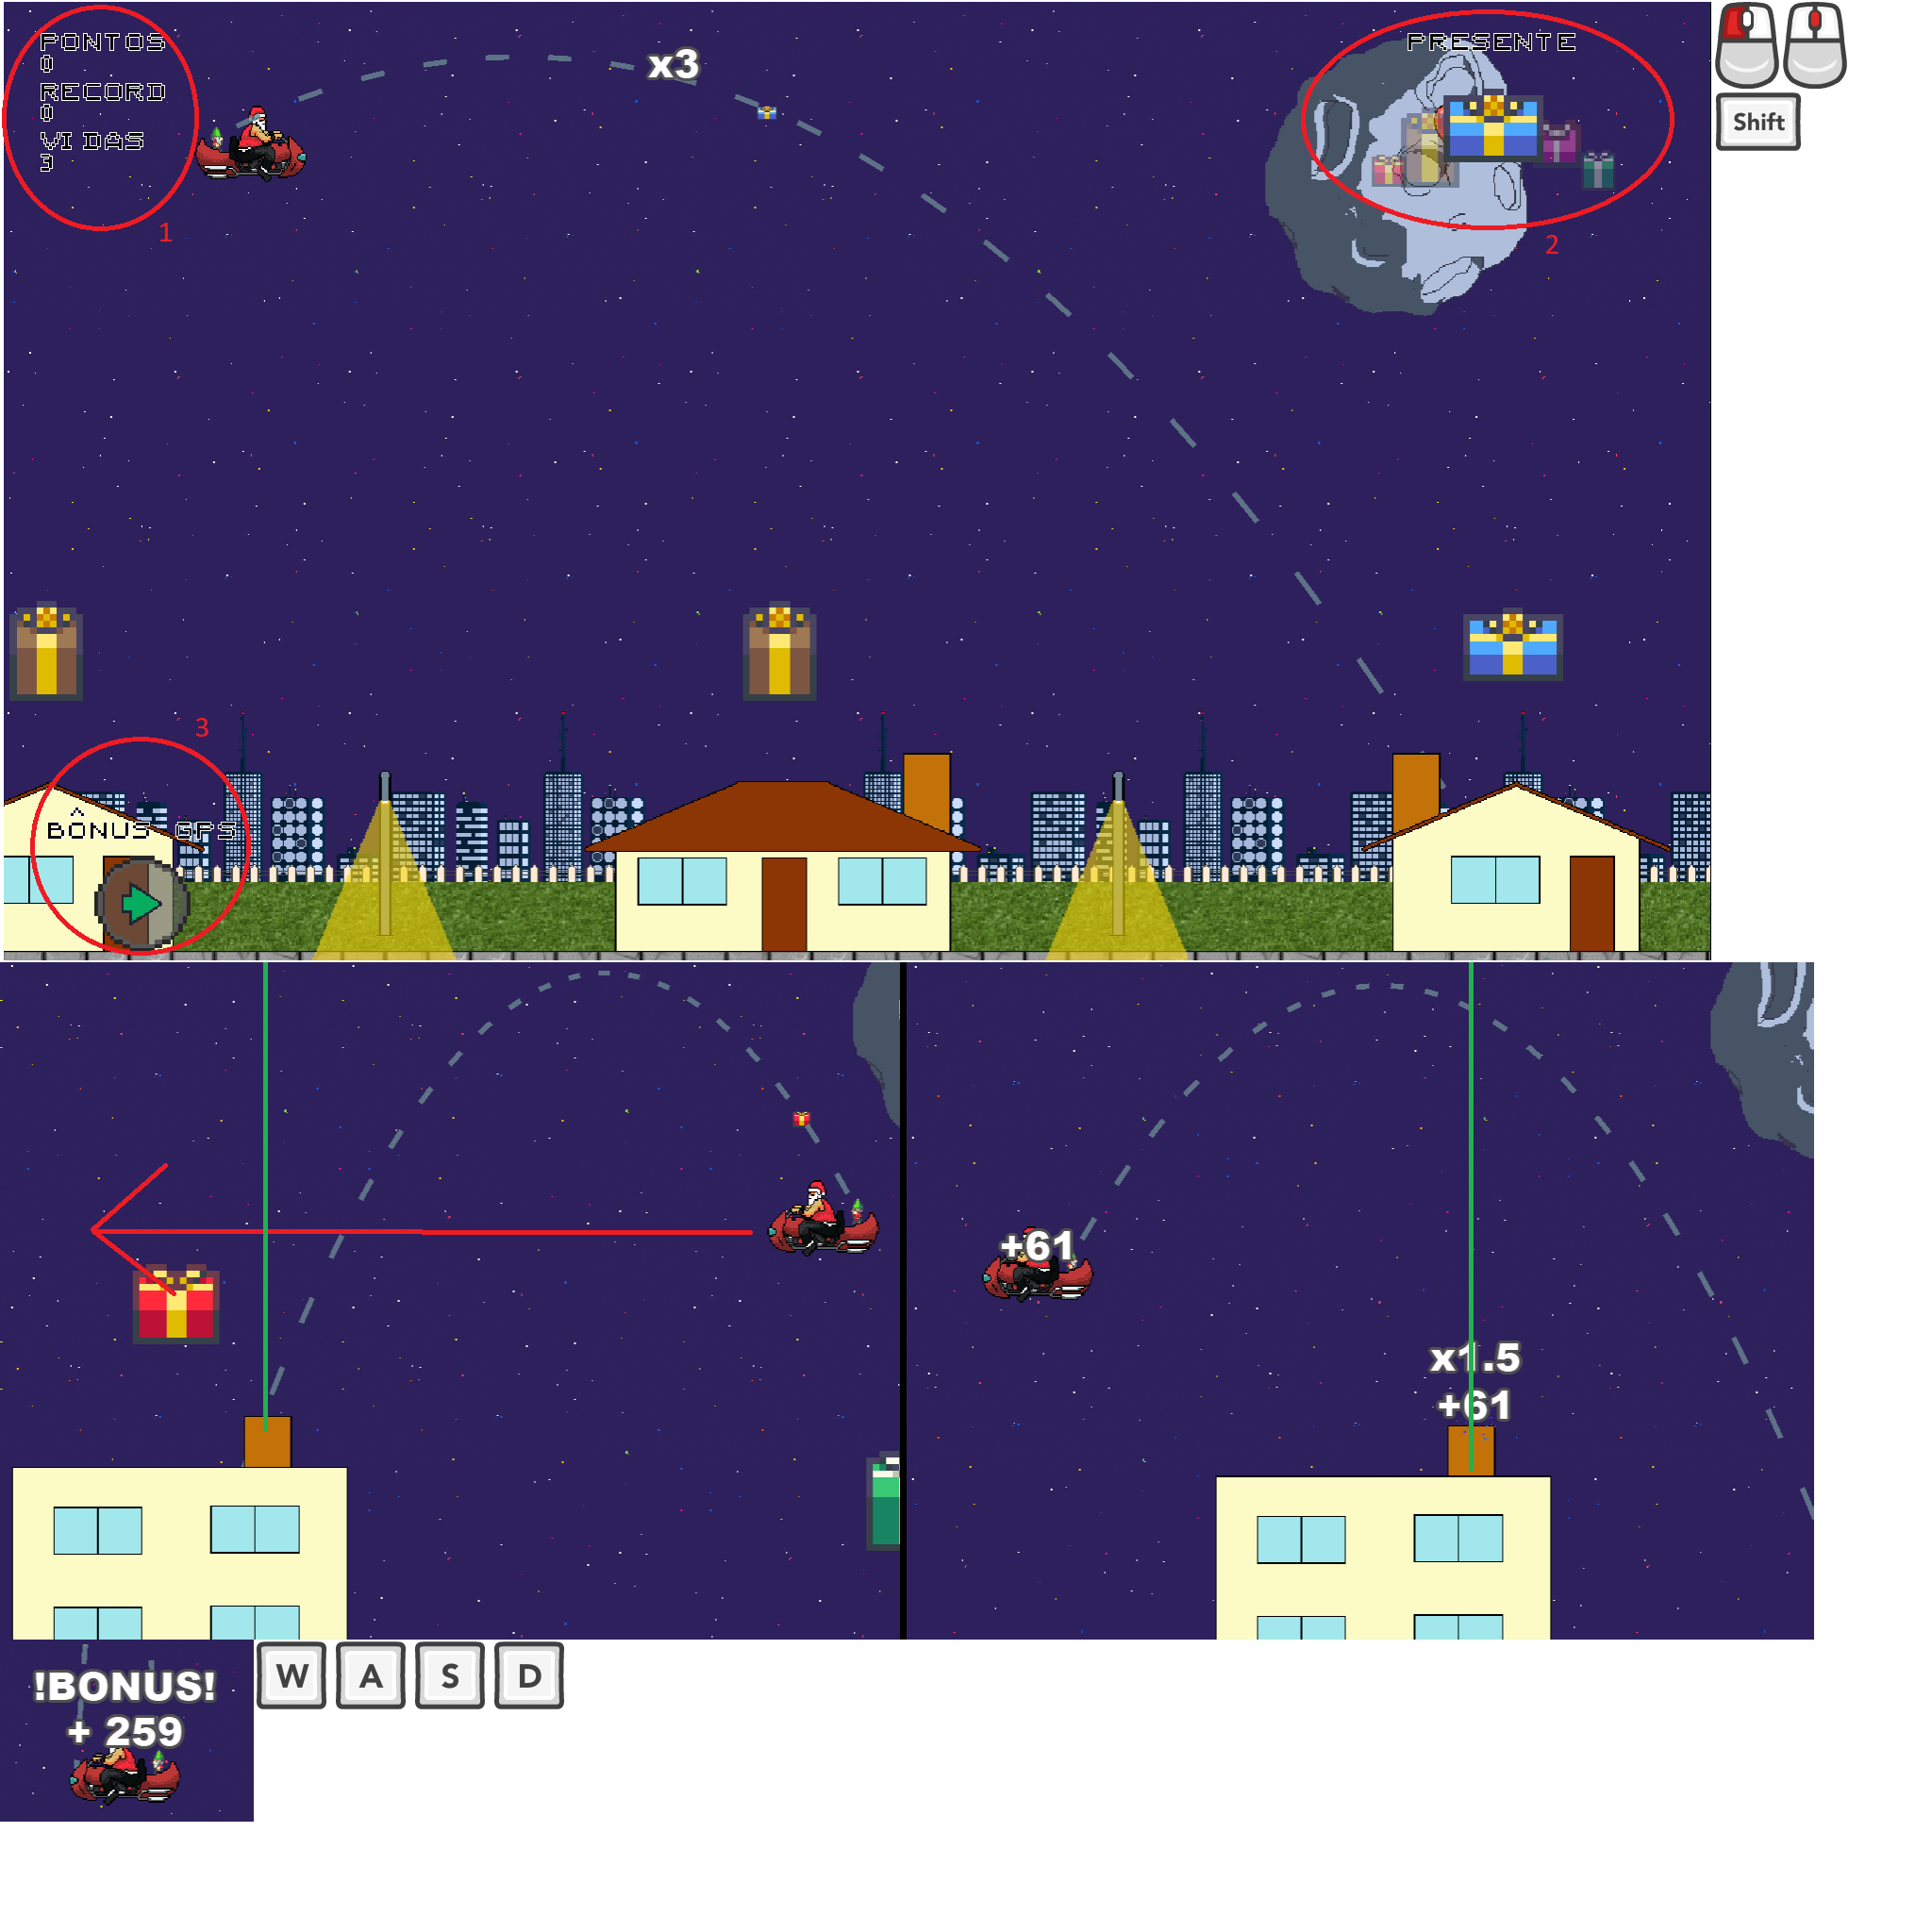 PONTOS
0
RECORD
0
VIDAS
3
1
x3
PRESENTE
2
Shift
3
BÔNUS GPS
+61
x1.5
+61
!BONUS!
+ 259
W A S D